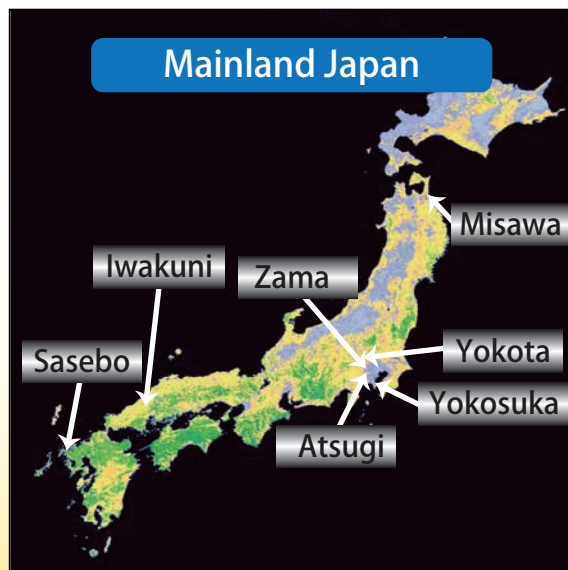 Mainland Japan
Misawa
Iwakuni
Zama
Sasebo
Yokota
Yokosuka
Atsugi